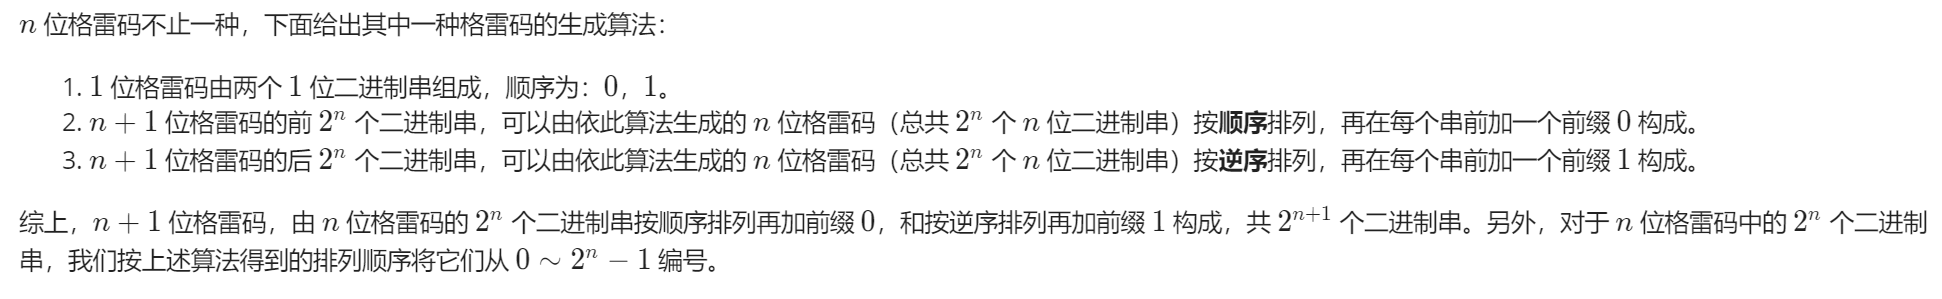 n 位格雷码不止一种，下面给出其中一种格雷码的生成算法：
1. 1 位格雷码由两个 1 位二进制串组成，顺序为：0，1。
2. n + 1 位格雷码的前 2ⁿ 个二进制串，可以由依此算法生成的 n 位格雷码（总共 2ⁿ 个 n 位二进制串）按顺序排列，再在每个串前加一个前缀 0 构成。
3. n + 1 位格雷码的后 2ⁿ 个二进制串，可以由依此算法生成的 n 位格雷码（总共 2ⁿ 个 n 位二进制串）按逆序排列，再在每个串前加一个前缀 1 构成。
综上，n + 1 位格雷码，由 n 位格雷码的 2ⁿ 个二进制串按顺序排列再加前缀 0，和按逆序排列再加前缀 1 构成，共 2ⁿ⁺¹ 个二进制串。另外，对于 n 位格雷码中的 2ⁿ 个二进制
串，我们按上述算法得到的排列顺序将它们从 0 ∼ 2ⁿ − 1 编号。